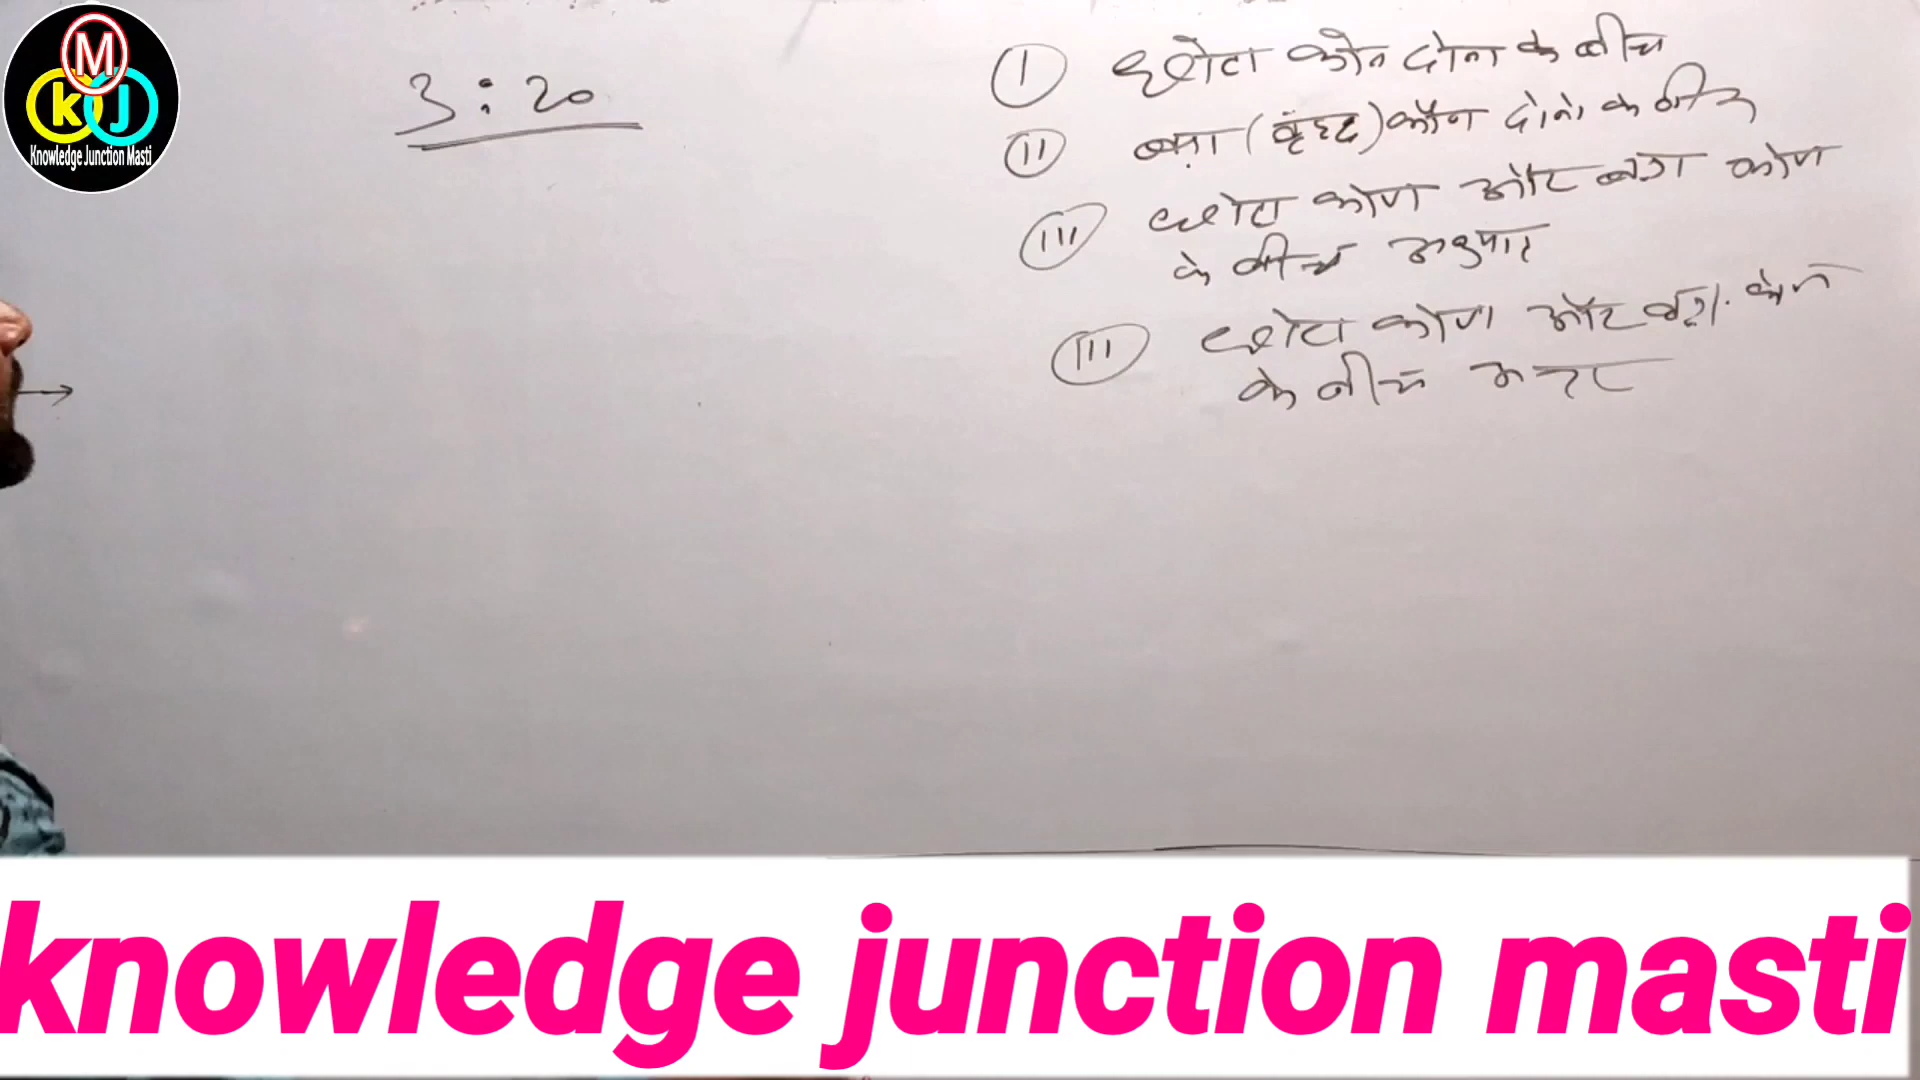 M
KJ
Knowledge Junction Masti
3 : 20
I छोटा कोन दोनो के बीच
II बड़ा (वृहद) कोन दोनो के बीच
III छोटा कोण और बड़ा कोण
के बीच अनुपात
III छोटा कोण और बड़ा कोण
के बीच अन्तर
knowledge junction masti